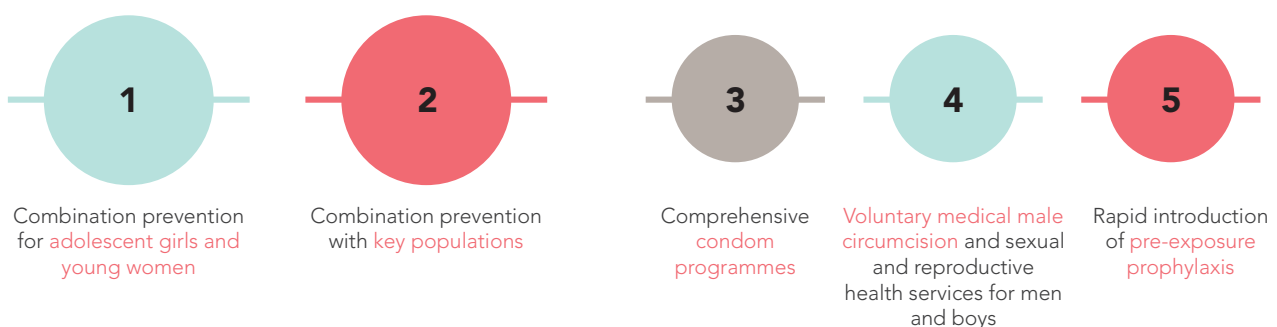 1
Combination prevention
for adolescent girls and
young women
2
Combination prevention
with key populations
3
Comprehensive
condom
programmes
4
Voluntary medical male
circumcision and sexual
and reproductive
health services for men
and boys
5
Rapid introduction
of pre-exposure
prophylaxis